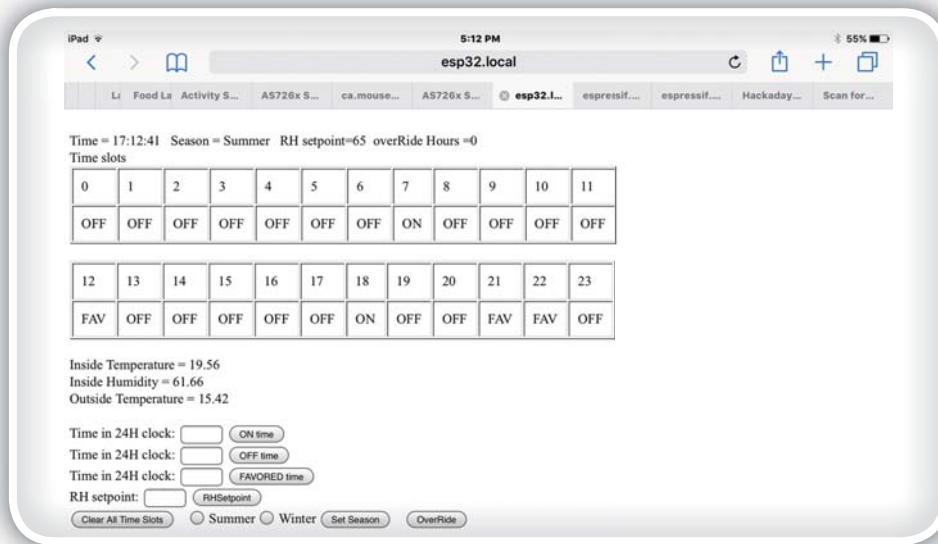 iPad 5:12 PM 55%
esp32.local
La Food La Activity S... AS726x S... ca.mouse... AS726x S... esp32.l... espressif.... espressif.... Hackaday... Scan for...
Time = 17:12:41 Season = Summer RH setpoint=65 overRide Hours =0
Time slots
0 1 2 3 4 5 6 7 8 9 10 11
OFF OFF OFF OFF OFF OFF OFF ON OFF OFF OFF OFF
12 13 14 15 16 17 18 19 20 21 22 23
FAV OFF OFF OFF OFF OFF ON OFF OFF FAV FAV OFF
Inside Temperature = 19.56
Inside Humidity = 61.66
Outside Temperature = 15.42
Time in 24H clock: ON time
Time in 24H clock: OFF time
Time in 24H clock: FAVORED time
RH setpoint: RHSetpoint
Clear All Time Slots Summer Winter Set Season OverRide